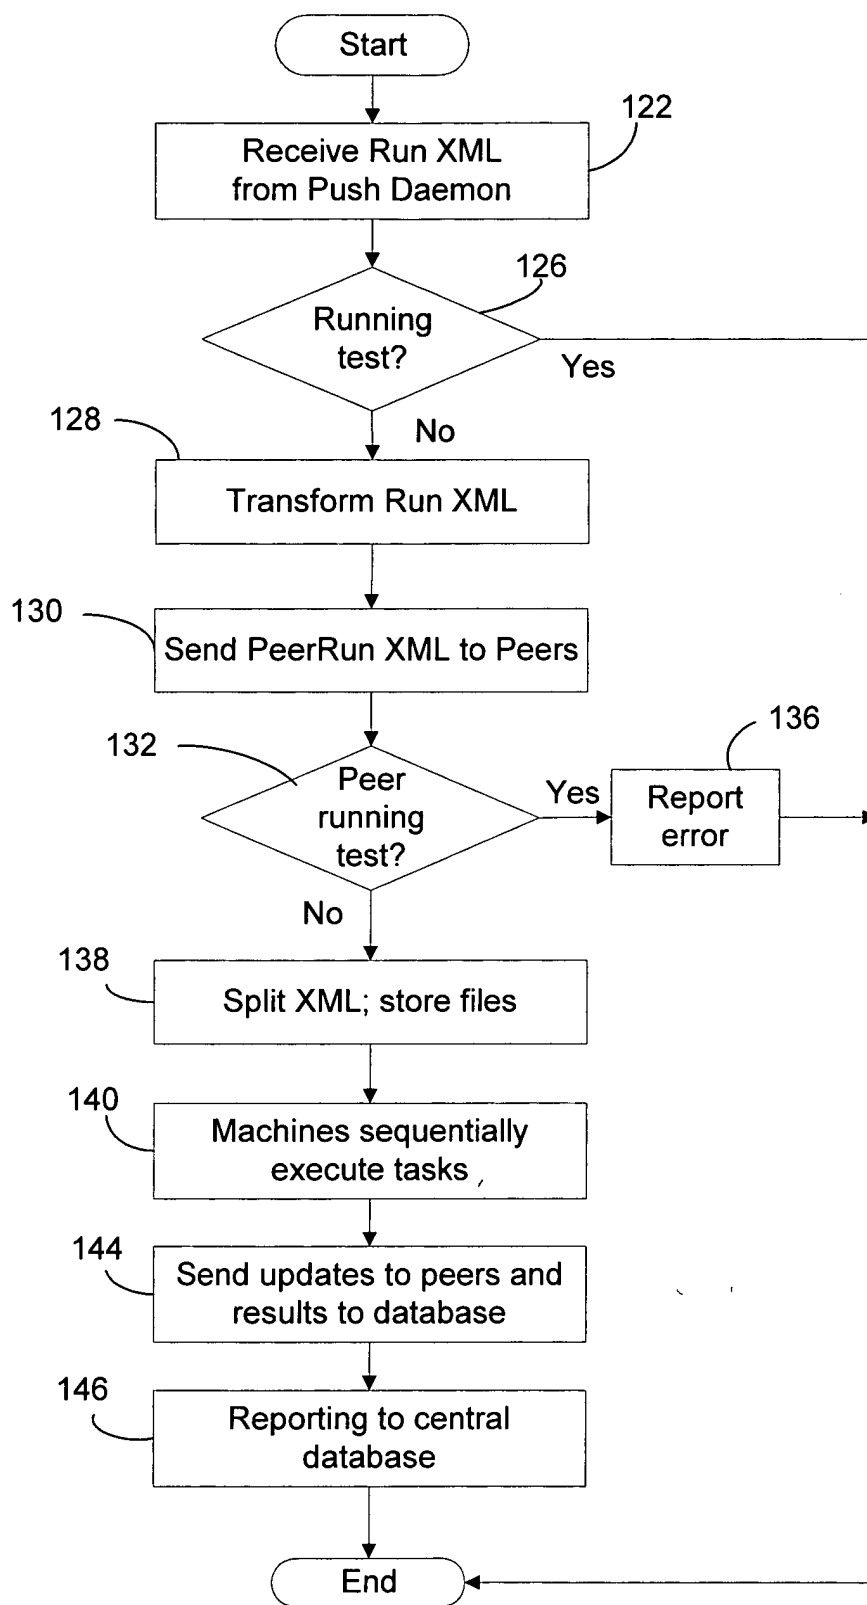 Start
122
Receive Run XML
from Push Daemon
126
Running
test?
Yes
No
128
Transform Run XML
130
Send PeerRun XML to Peers
132
Peer
running
test?
Yes
136
Report
error
No
138
Split XML; store files
140
Machines sequentially
execute tasks
144
Send updates to peers and
results to database
146
Reporting to central
database
End